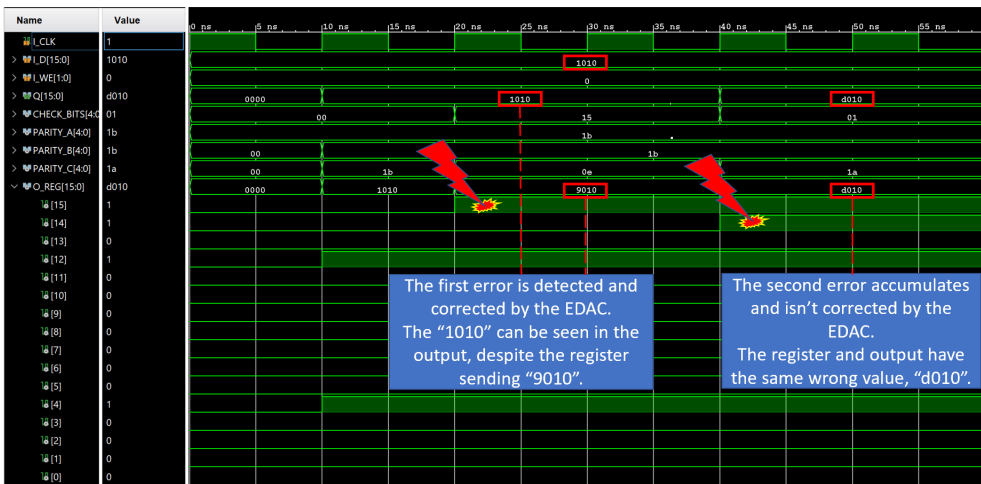 Name Value
0 ns 5 ns 10 ns 15 ns 20 ns 25 ns 30 ns 35 ns 40 ns 45 ns 50 ns 55 ns
I_CLK 1
I_D[15:0] 1010 1010
I_WE[1:0] 0 0
Q[15:0] d010 0000 1010 d010
CHECK_BITS[4:0 01 00 15 01
PARITY_A[4:0] 1b 1b
PARITY_B[4:0] 1b 00 1b
PARITY_C[4:0] 1a 00 1b 0e 1a
O_REG[15:0] d010 0000 1010 9010 d010
[15] 1
[14] 1
[13] 0
[12] 1
[11] 0
[10] 0
[9] 0
[8] 0
[7] 0
[6] 0
[5] 0
[4] 1
[3] 0
[2] 0
[1] 0
[0] 0
The first error is detected and
corrected by the EDAC.
The “1010” can be seen in the
output, despite the register
sending “9010”.
The second error accumulates
and isn’t corrected by the
EDAC.
The register and output have
the same wrong value, “d010”.